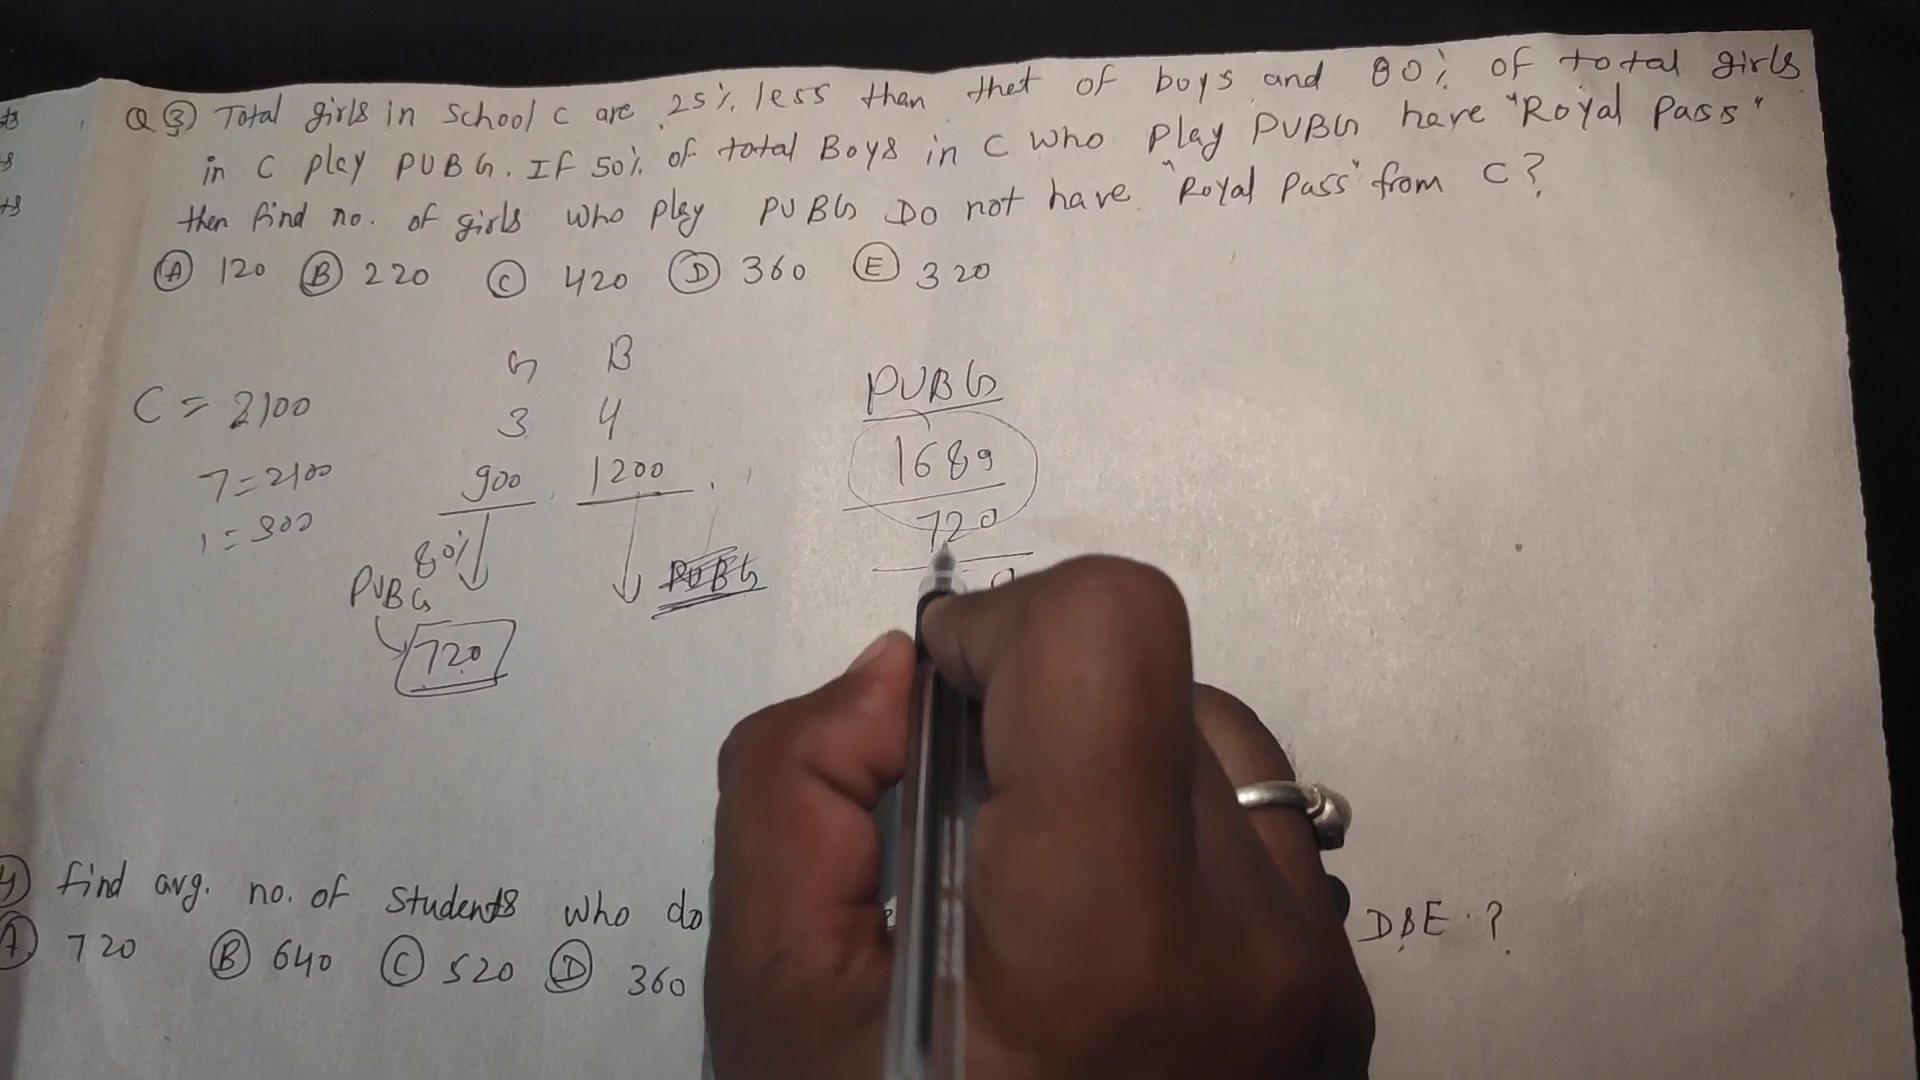 Q ③ Total girls in school C are 25% less than that of boys and 80% of total girls
in C play PUBG. If 50% of total Boys in C who play PUBG have "Royal Pass"
then find no. of girls who play PUBG Do not have "Royal Pass" from C?
Ⓐ 120 Ⓑ 220 Ⓒ 420 Ⓓ 360 Ⓔ 320
G B
C = 2100 3 4 PUBG
7=2100 900 1200 1689
1=300 720
80%
PUBG
720
4) find avg. no. of students who do D&E.?
Ⓐ 720 Ⓑ 640 Ⓒ 520 Ⓓ 360